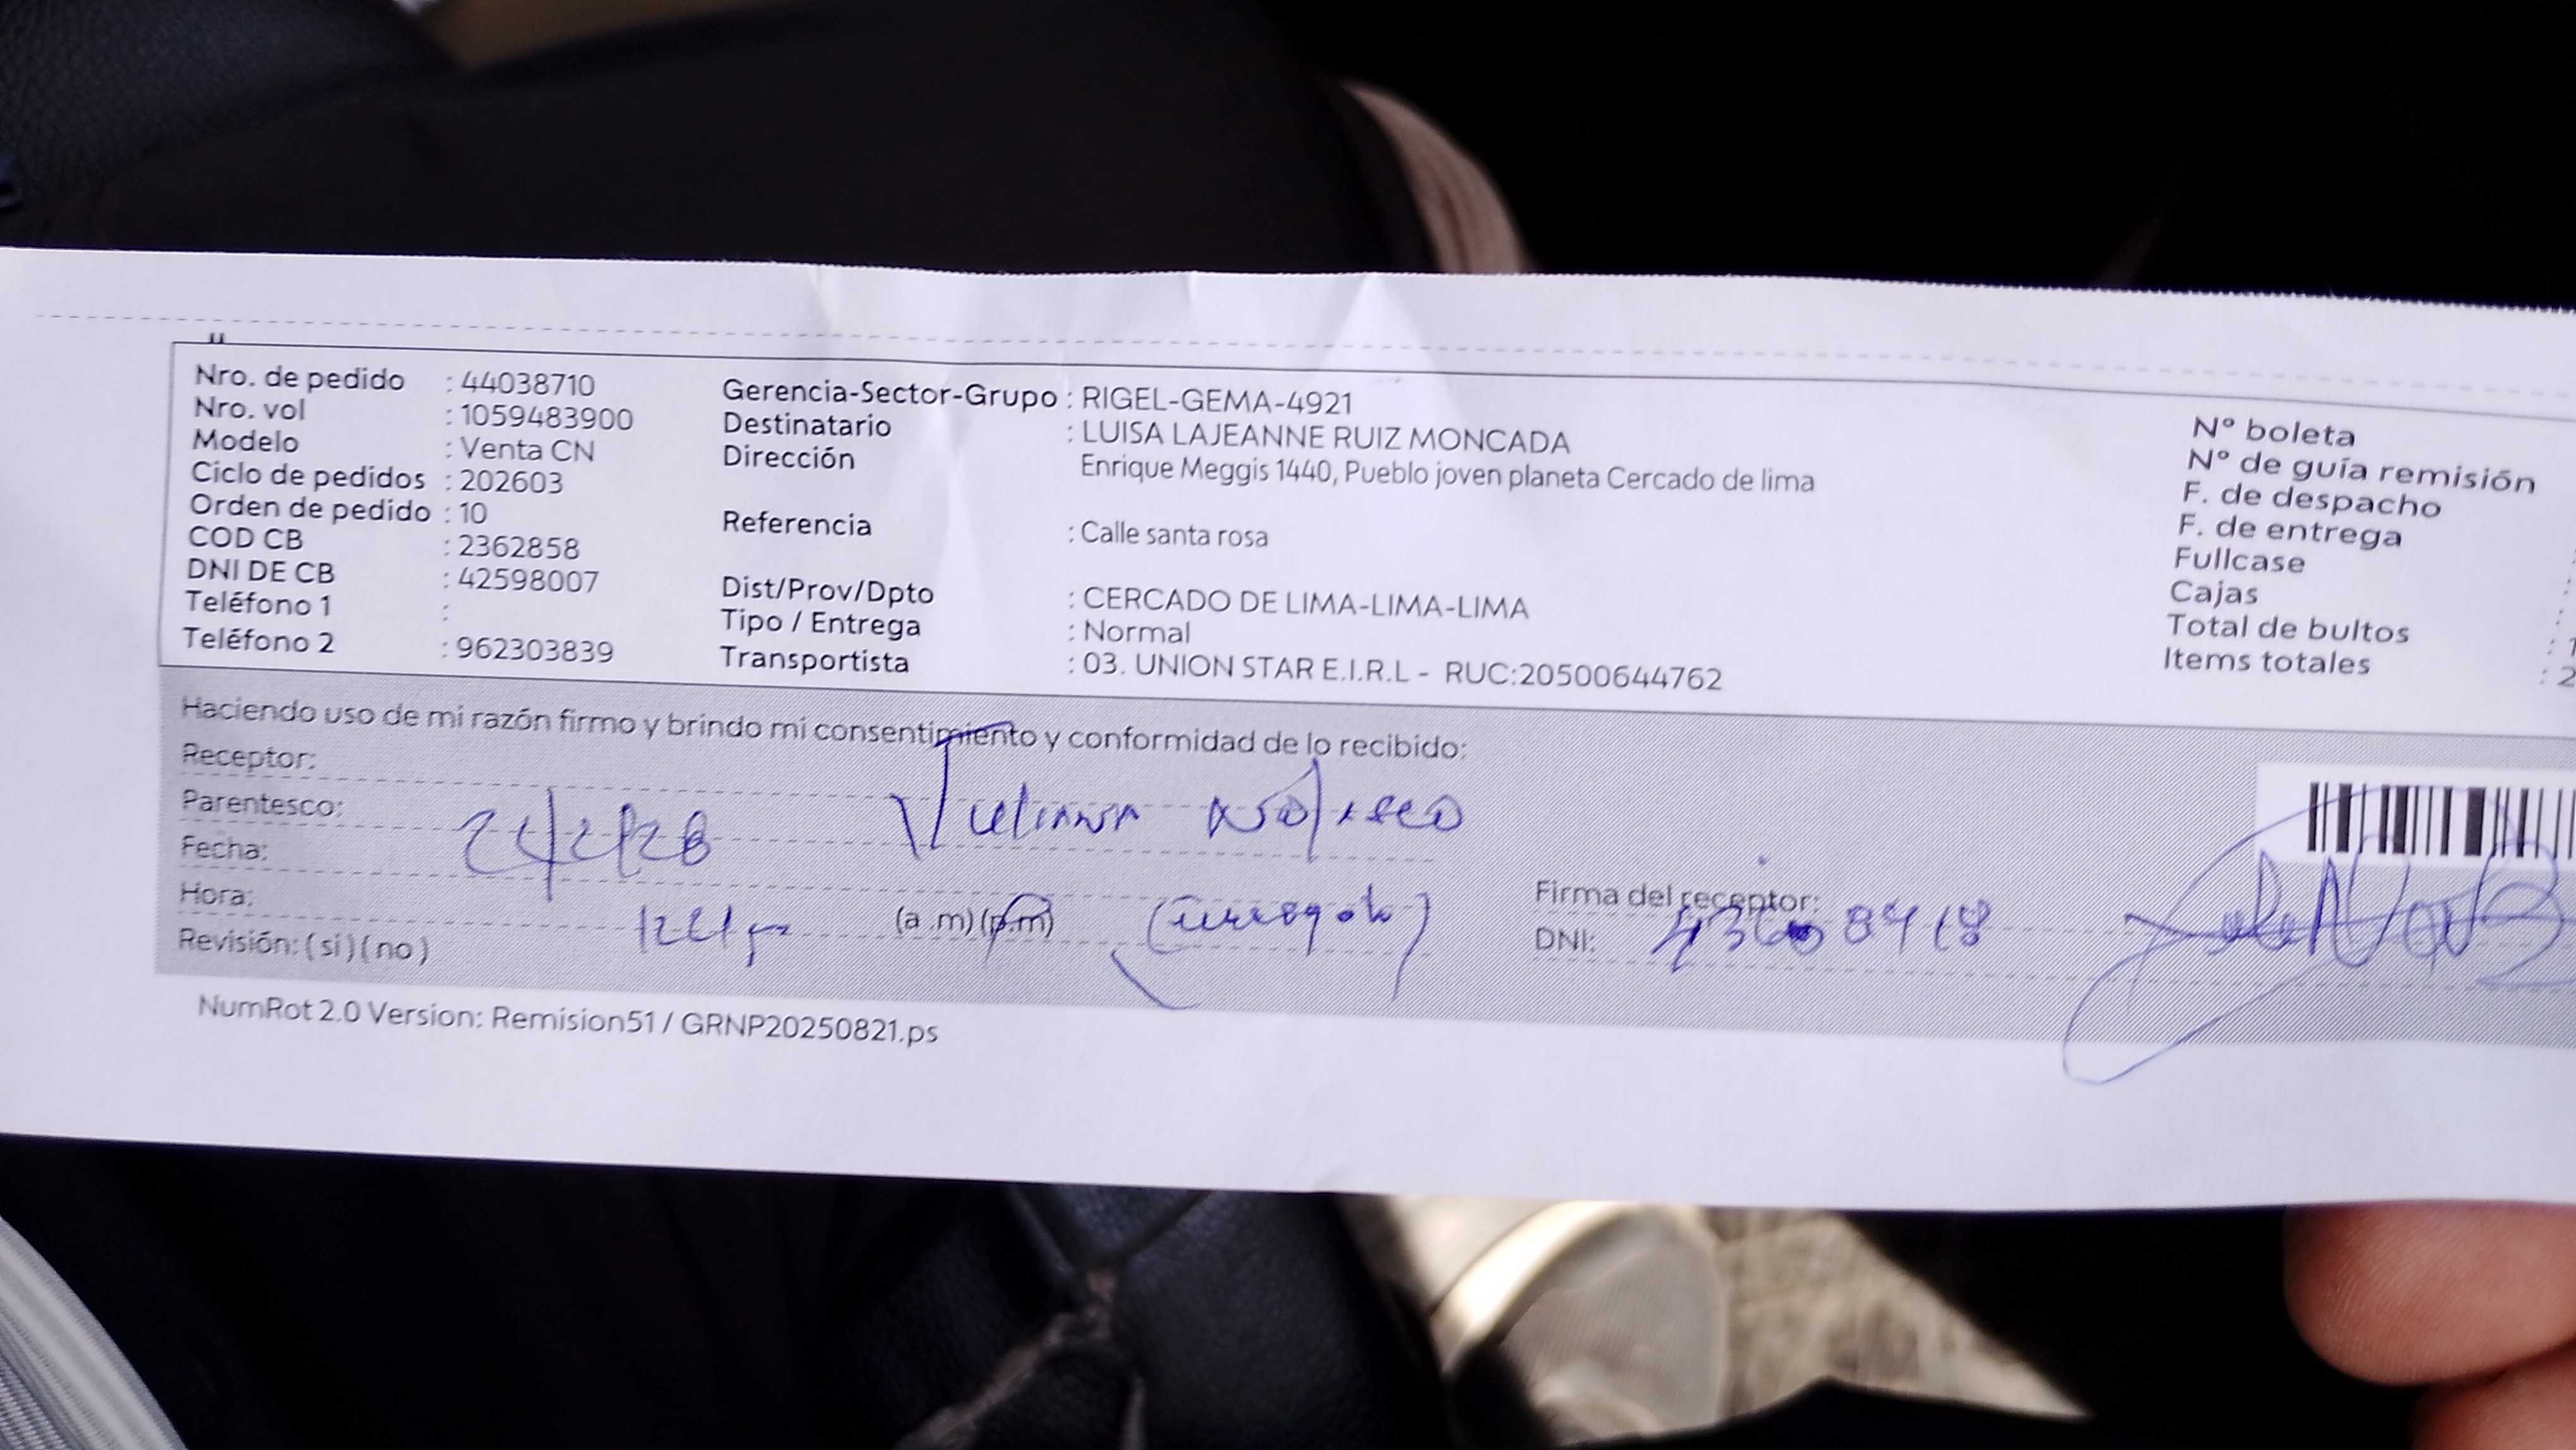 Nro. de pedido : 44038710
Nro. vol : 1059483900
Modelo : Venta CN
Ciclo de pedidos : 202603
Orden de pedido : 10
COD CB : 2362858
DNI DE CB : 42598007
Teléfono 1 :
Teléfono 2 : 962303839
Gerencia-Sector-Grupo : RIGEL-GEMA-4921
Destinatario : LUISA LAJEANNE RUIZ MONCADA
Dirección Enrique Meggis 1440, Pueblo joven planeta Cercado de lima
Referencia : Calle santa rosa
Dist/Prov/Dpto : CERCADO DE LIMA-LIMA-LIMA
Tipo / Entrega : Normal
Transportista : 03. UNION STAR E.I.R.L - RUC:20500644762
N° boleta
N° de guía remisión
F. de despacho
F. de entrega
Fullcase :
Cajas :
Total de bultos : 1
Items totales : 2
Haciendo uso de mi razón firmo y brindo mi consentimiento y conformidad de lo recibido:
Receptor:
Parentesco:
Fecha:
Hora: (a .m) (p.m)
Revisión: ( si ) ( no )
Firma del receptor:
DNI:
NumRot 2.0 Version: Remision51 / GRNP20250821.ps